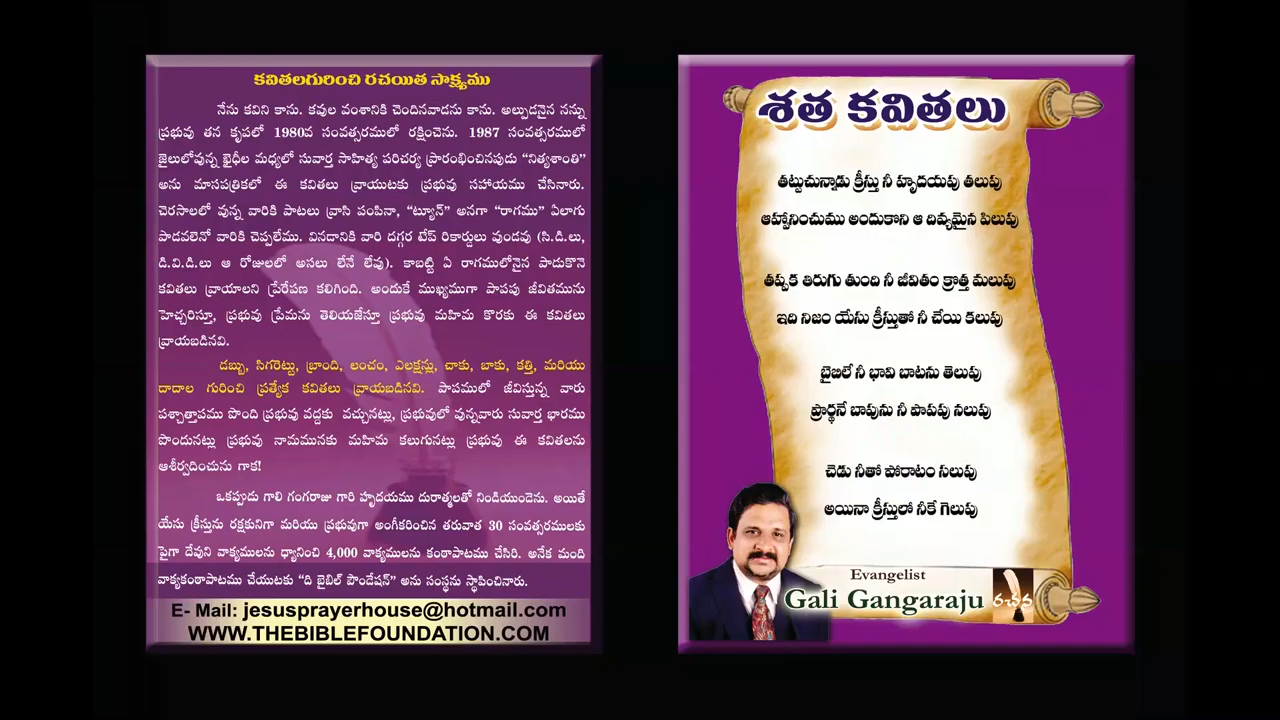 కవితలగురించి రచయిత సాక్ష్యము
నేను కవిని కాను. కవుల వంశానికి చెందినవాడను కాను. అల్పుడనైన నన్ను
ప్రభువు తన కృపలో 1980వ సంవత్సరములో రక్షించెను. 1987 సంవత్సరములో
జైలులోవున్న ఖైధీల మధ్యలో సువార్త సాహిత్య పరిచర్య ప్రారంభించినపుడు “నిత్యశాంతి”
అను మాసపత్రికలో ఈ కవితలు వ్రాయుటకు ప్రభువు సహాయము చేసినారు.
చెరసాలలో వున్న వారికి పాటలు వ్రాసి పంపినా, “ట్యూన్” అనగా “రాగము” ఏలాగు
పాడవలెనో వారికి చెప్పలేము. వినడానికి వారి దగ్గర టేప్ రికార్డులు వుండవు (సి.డి.లు,
డి.వి.డి.లు ఆ రోజులలో అసలు లేనే లేవు). కాబట్టి ఏ రాగములోనైన పాడుకొనె
కవితలు వ్రాయాలని ప్రేరేపణ కలిగింది. అందుకే ముఖ్యముగా పాపపు జీవితమును
హెచ్చరిస్తూ, ప్రభువు ప్రేమను తెలియజేస్తూ ప్రభువు మహిమ కొరకు ఈ కవితలు
వ్రాయబడినవి.
డబ్బు, సిగరెట్టు, బ్రాంది, లంచం, ఎలక్షన్లు, చాకు, బాకు, కత్తి, మరియు
దాదాల గురించి ప్రత్యేక కవితలు వ్రాయబడినవి. పాపములో జీవిస్తున్న వారు
పశ్చాత్తాపము పొంది ప్రభువు వద్దకు వచ్చునట్లు, ప్రభువులో వున్నవారు సువార్త భారము
పొందునట్లు ప్రభువు నామమునకు మహిమ కలుగునట్లు ప్రభువు ఈ కవితలను
ఆశీర్వదించును గాక!
ఒకప్పుడు గాలి గంగరాజు గారి హృదయము దురాత్మలతో నిండియుండెను. అయితే
యేసు క్రీస్తును రక్షకునిగా మరియు ప్రభువుగా అంగీకరించిన తరువాత 30 సంవత్సరములకు
పైగా దేవుని వాక్యములను ధ్యానించి 4,000 వాక్యములను కంఠాపాటము చేసిరి. అనేక మంది
వాక్యకంఠాపాటము చేయుటకు “ది బైబిల్ పౌండేషన్” అను సంస్థను స్థాపించినారు.
E- Mail: jesusprayerhouse@hotmail.com
WWW.THEBIBLEFOUNDATION.COM
శత కవితలు
తట్టుచున్నాడు క్రీస్తు నీ హృదయపు తలుపు
ఆహ్వానించుము అందుకొని ఆ దివ్యమైన పిలుపు
తప్పక తిరుగు తుంది నీ జీవితం క్రొత్త మలుపు
ఇది నిజం యేసు క్రీస్తుతో నీ చేయి కలుపు
బైబిలే నీ భావి బాటను తెలుపు
ప్రార్థనే బాపును నీ పాపపు నలుపు
చెడు నీతో పోరాటం సలుపు
అయినా క్రీస్తులో నీకే గెలుపు
Evangelist
Gali Gangaraju రచన